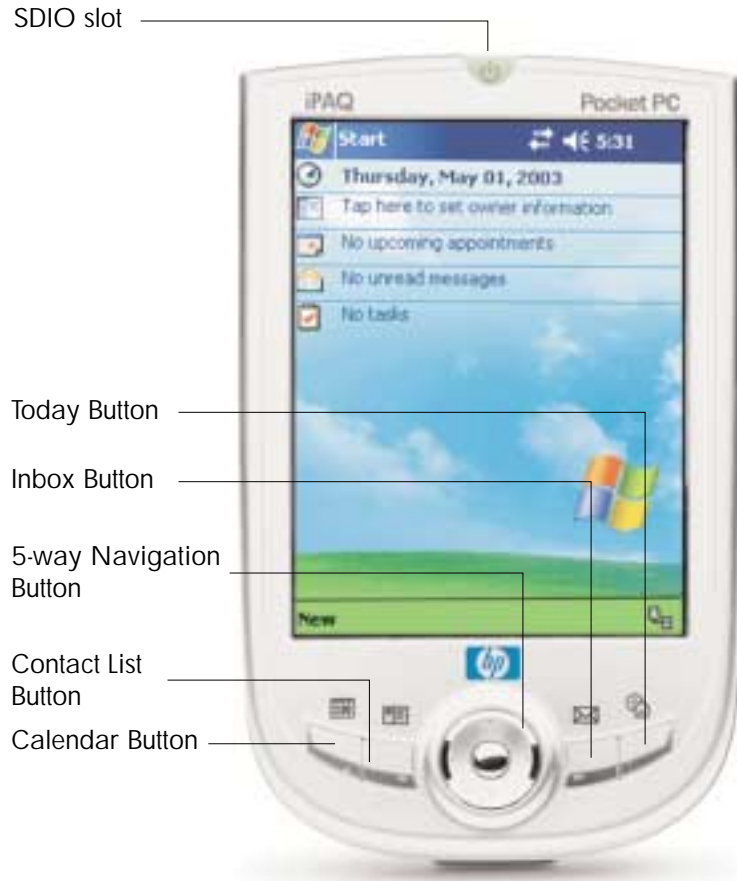 SDIO slot
iPAQ Pocket PC
Start 5:31
Thursday, May 01, 2003
Tap here to set owner information
No upcoming appointments
No unread messages
No tasks
Today Button
Inbox Button
5-way Navigation
Button
New
hp
Contact List
Button
Calendar Button